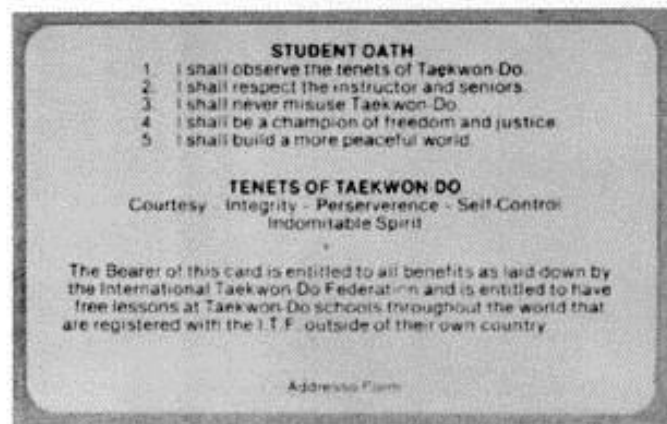 STUDENT OATH
1. I shall observe the tenets of Taekwon-Do.
2. I shall respect the instructor and seniors.
3. I shall never misuse Taekwon-Do.
4. I shall be a champion of freedom and justice.
5. I shall build a more peaceful world.
TENETS OF TAEKWON-DO
Courtesy - Integrity - Perserverence - Self-Control
Indomitable Spirit
The Bearer of this card is entitled to all benefits as laid down by
the International Taekwon-Do Federation and is entitled to have
free lessons at Taekwon-Do schools throughout the world that
are registered with the I.T.F. outside of their own country.